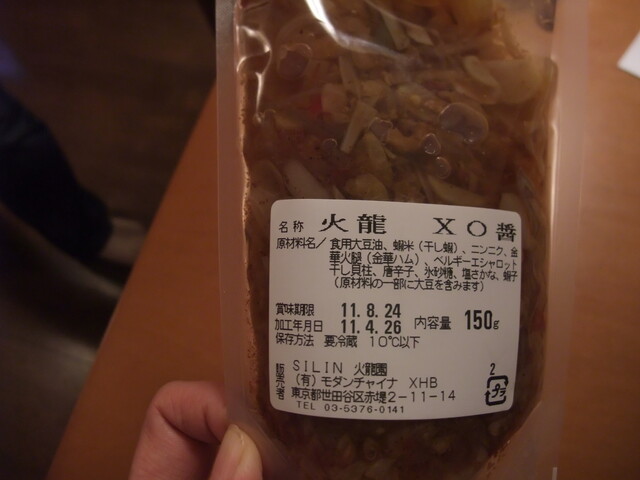 名称 火龍 XO醤
原材料名／食用大豆油、蝦米（干し蝦）、ニンニク、金
華火腿（金華ハム）、ベルギーエシャロット
干し貝柱、唐辛子、氷砂糖、塩さかな、蝦子
（原材料の一部に大豆を含みます）
賞味期限 11.8.24
加工年月日 11.4.26 内容量 150g
保存方法 要冷蔵 10℃以下
販売者 SILIN 火龍園
（有）モダンチャイナ XHB
東京都世田谷区赤堤2－11－14
TEL 03-5376-0141
2
プラ